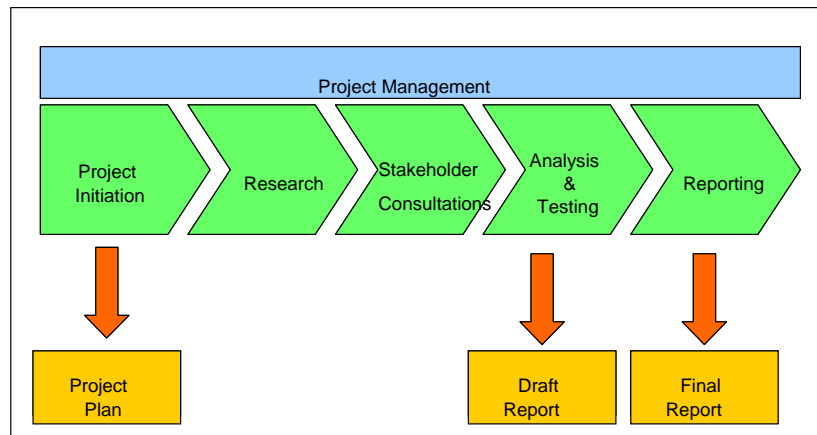 Project Management
Project
Initiation
Research
Stakeholder
Consultations
Analysis
&
Testing
Reporting
Project
Plan
Draft
Report
Final
Report